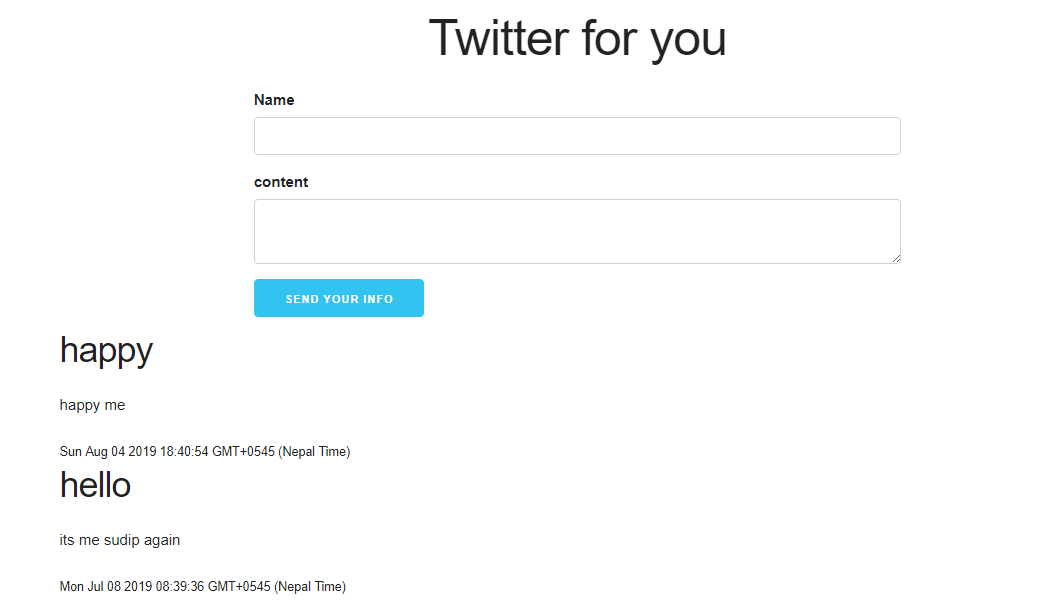 Twitter for you
Name
content
SEND YOUR INFO
happy
happy me
Sun Aug 04 2019 18:40:54 GMT+0545 (Nepal Time)
hello
its me sudip again
Mon Jul 08 2019 08:39:36 GMT+0545 (Nepal Time)